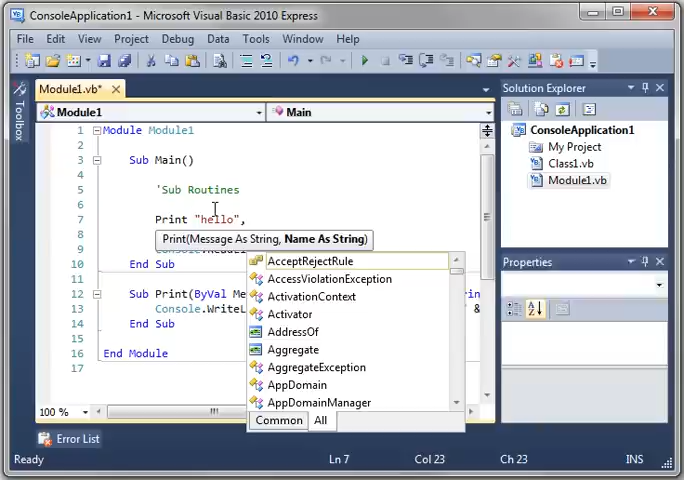 ConsoleApplication1 - Microsoft Visual Basic 2010 Express
File Edit View Project Debug Data Tools Window Help
Module1.vb*
Toolbox
Module1 Main
1 Module Module1
2
3 Sub Main()
4
5 'Sub Routines
6
7 Print "hello",
8 Print(Message As String, Name As String)
9
10 End Sub
11
12 Sub Print(ByVal Me
13 Console.WriteL " &
14 End Sub
15
16 End Module
17
AcceptRejectRule
AccessViolationException
ActivationContext
Activator
AddressOf
Aggregate
AggregateException
AppDomain
AppDomainManager
Common All
100 %
Solution Explorer
ConsoleApplication1
My Project
Class1.vb
Module1.vb
Properties
Error List
Ready Ln 7 Col 23 Ch 23 INS